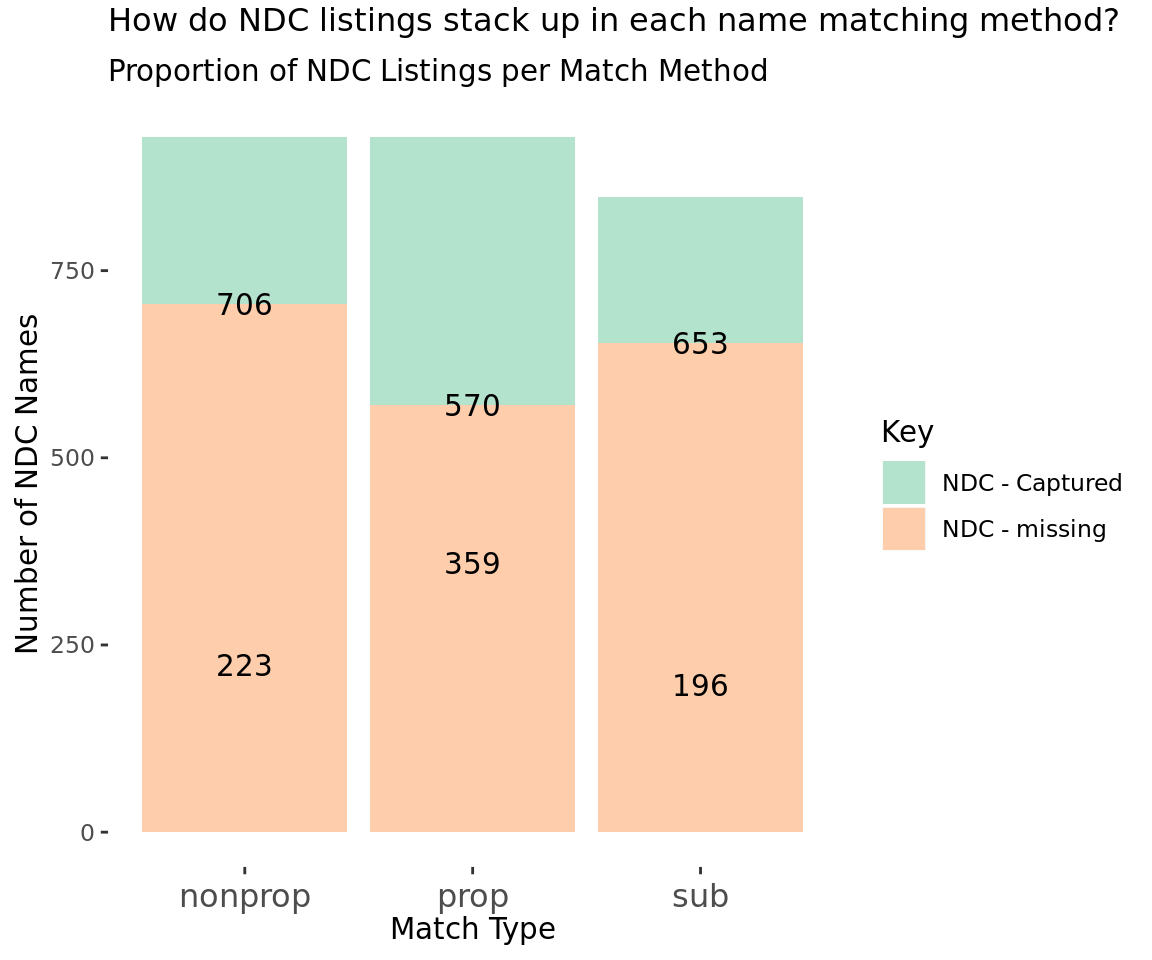 How do NDC listings stack up in each name matching method?
Proportion of NDC Listings per Match Method
Number of NDC Names
750
500
250
0
706
223
570
359
653
196
nonprop
prop
sub
Match Type
Key
NDC - Captured
NDC - missing